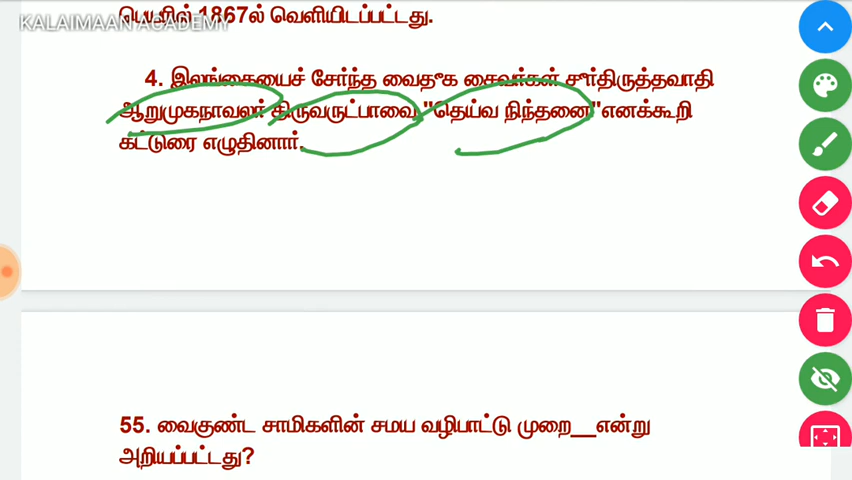 பெயரில் 1867ல் வெளியிடப்பட்டது.
KALAIMAAN ACADEMY
4. இலங்கையைச் சேர்ந்த வைதீக சைவர்கள் சீர்திருத்தவாதி
ஆறுமுகநாவலர் திருவருட்பாவை "தெய்வ நிந்தனை"எனக்கூறி
கட்டுரை எழுதினார்.
55. வைகுண்ட சாமிகளின் சமய வழிபாட்டு முறை__என்று
அறியப்பட்டது?